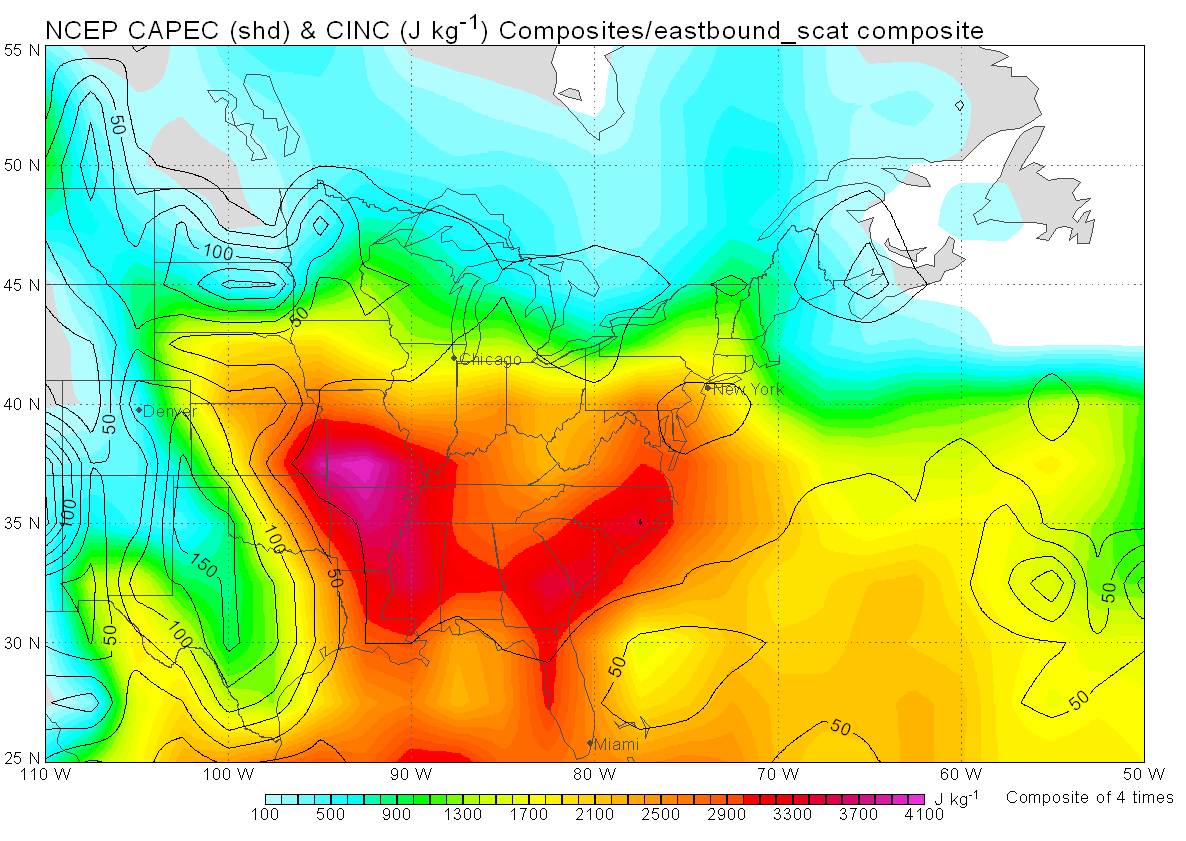 NCEP CAPEC (shd) & CINC (J kg-1) Composites/eastbound_scat composite
55 N
50
50 N
100
45 N
50
Chicago
New York
40 N
Denver
50
100
35 N
100
150
50
50
100
50
30 N
50
50
50
Miami
25 N
110 W 100 W 90 W 80 W 70 W 60 W 50 W
100 500 900 1300 1700 2100 2500 2900 3300 3700 4100 J kg-1 Composite of 4 times